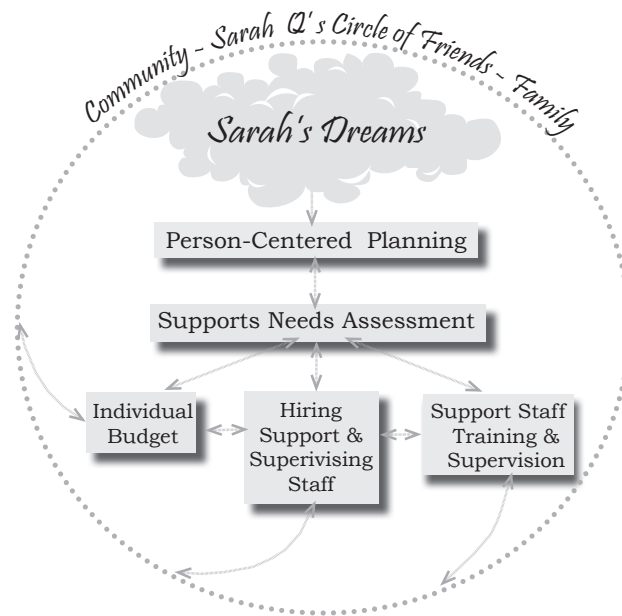 Community ~ Sarah Q's Circle of Friends ~ Family
Sarah's Dreams
Person-Centered Planning
Supports Needs Assessment
Individual
Budget
Hiring
Support &
Superivising
Staff
Support Staff
Training &
Supervision